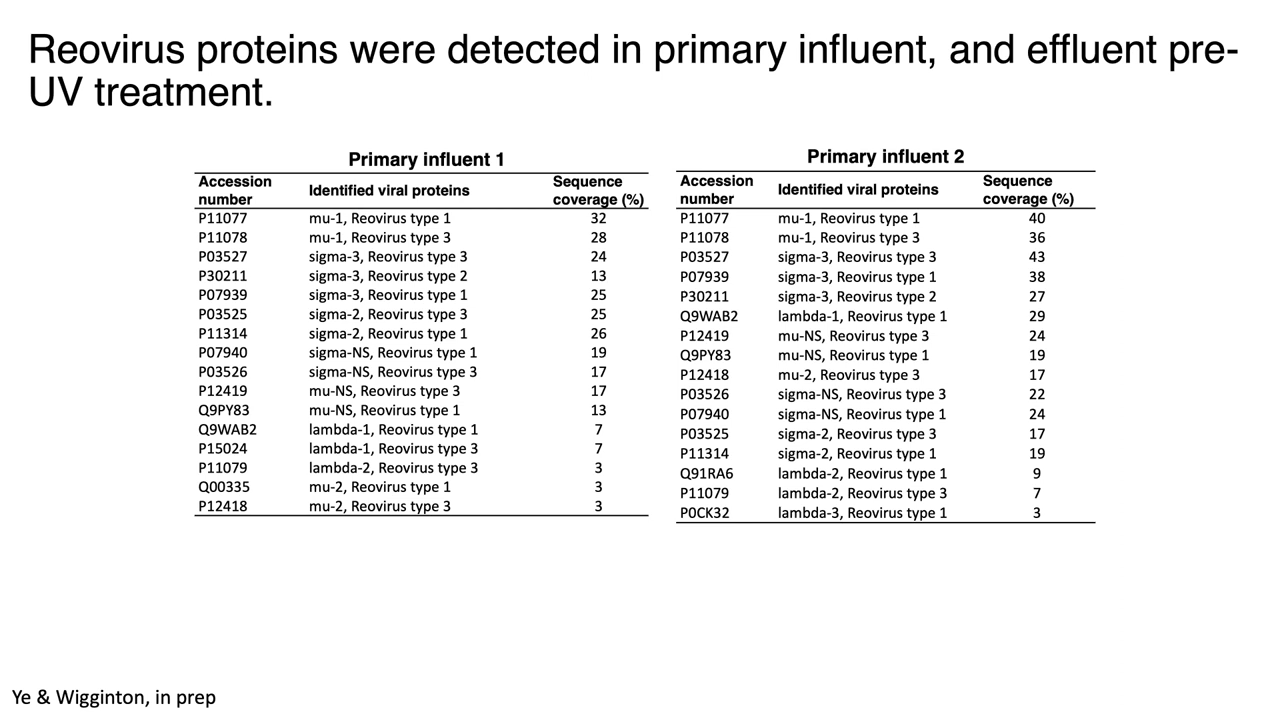 Reovirus proteins were detected in primary influent, and effluent pre-
UV treatment.
Primary influent 1
Accession number Identified viral proteins Sequence coverage (%)
P11077 mu-1, Reovirus type 1 32
P11078 mu-1, Reovirus type 3 28
P03527 sigma-3, Reovirus type 3 24
P30211 sigma-3, Reovirus type 2 13
P07939 sigma-3, Reovirus type 1 25
P03525 sigma-2, Reovirus type 3 25
P11314 sigma-2, Reovirus type 1 26
P07940 sigma-NS, Reovirus type 1 19
P03526 sigma-NS, Reovirus type 3 17
P12419 mu-NS, Reovirus type 3 17
Q9PY83 mu-NS, Reovirus type 1 13
Q9WAB2 lambda-1, Reovirus type 1 7
P15024 lambda-1, Reovirus type 3 7
P11079 lambda-2, Reovirus type 3 3
Q00335 mu-2, Reovirus type 1 3
P12418 mu-2, Reovirus type 3 3
Primary influent 2
Accession number Identified viral proteins Sequence coverage (%)
P11077 mu-1, Reovirus type 1 40
P11078 mu-1, Reovirus type 3 36
P03527 sigma-3, Reovirus type 3 43
P07939 sigma-3, Reovirus type 1 38
P30211 sigma-3, Reovirus type 2 27
Q9WAB2 lambda-1, Reovirus type 1 29
P12419 mu-NS, Reovirus type 3 24
Q9PY83 mu-NS, Reovirus type 1 19
P12418 mu-2, Reovirus type 3 17
P03526 sigma-NS, Reovirus type 3 22
P07940 sigma-NS, Reovirus type 1 24
P03525 sigma-2, Reovirus type 3 17
P11314 sigma-2, Reovirus type 1 19
Q91RA6 lambda-2, Reovirus type 1 9
P11079 lambda-2, Reovirus type 3 7
P0CK32 lambda-3, Reovirus type 1 3
Ye & Wigginton, in prep